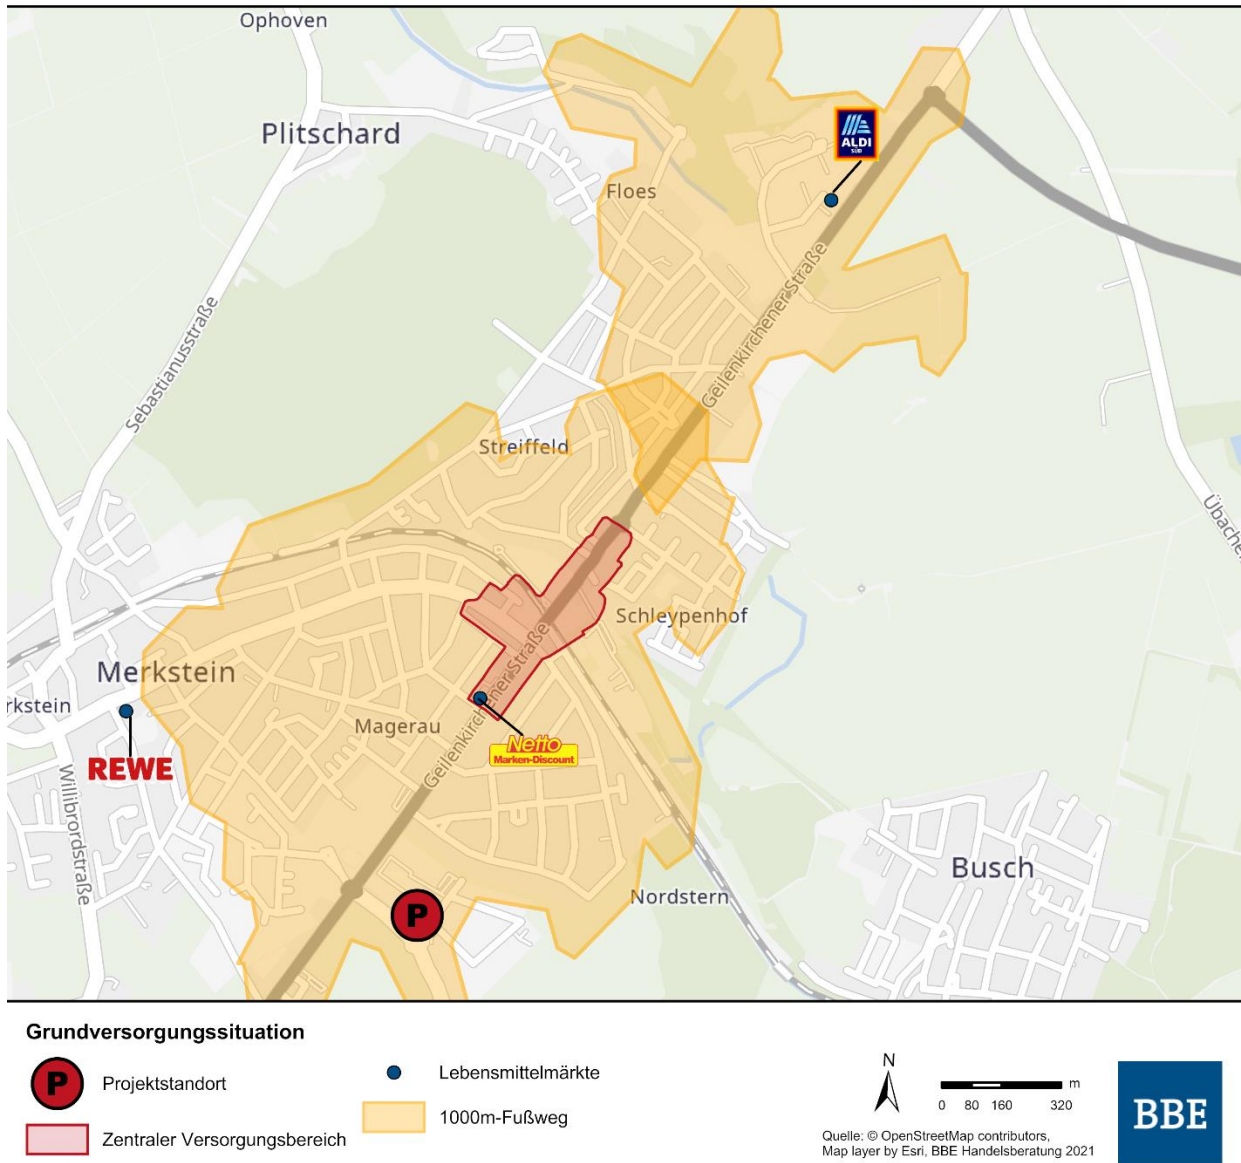 Ophoven
Plitschard
ALDI
SÜD
Floes
Sebastianusstraße
Geilenkirchener Straße
Streiffeld
Übache
Schleypenhof
Merkstein
rkstein
Magerau
Geilenkirchener Straße
Netto
Marken-Discount
REWE
Willibrordstraße
Busch
Nordstern
P
Grundversorgungssituation
P
Projektstandort
Lebensmittelmärkte
Zentraler Versorgungsbereich
1000m-Fußweg
N
m
0 80 160 320
Quelle: © OpenStreetMap contributors,
Map layer by Esri, BBE Handelsberatung 2021
BBE